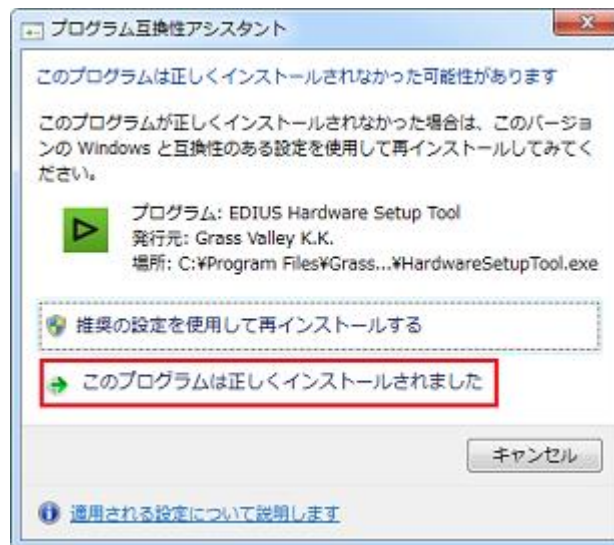 プログラム互換性アシスタント
このプログラムは正しくインストールされなかった可能性があります
このプログラムが正しくインストールされなかった場合は、このバージョ
ンの Windows と互換性のある設定を使用して再インストールしてみてく
ださい。
プログラム: EDIUS Hardware Setup Tool
発行元: Grass Valley K.K.
場所: C:¥Program Files¥Grass...¥HardwareSetupTool.exe
推奨の設定を使用して再インストールする
このプログラムは正しくインストールされました
キャンセル
適用される設定について説明します